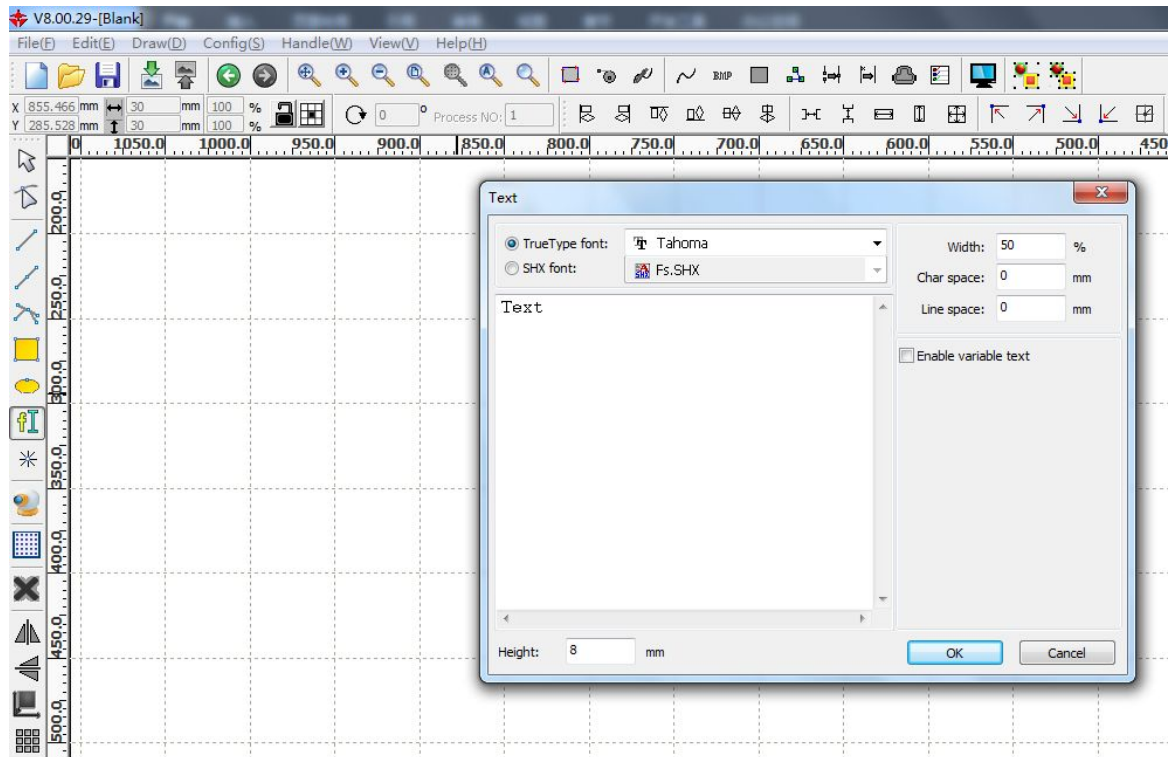 V8.00.29-[Blank]
File(F) Edit(E) Draw(D) Config(S) Handle(W) View(V) Help(H)
BMP
X 855.466 mm 30 mm 100 %
Y 285.528 mm 30 mm 100 %
0 ° Process NO: 1
0 1050.0 1000.0 950.0 900.0 850.0 800.0 750.0 700.0 650.0 600.0 550.0 500.0 450
200.0
250.0
300.0
350.0
400.0
450.0
500.0
Text
TrueType font: Tahoma
SHX font: Fs.SHX
Text
Height: 8 mm
Width: 50 %
Char space: 0 mm
Line space: 0 mm
Enable variable text
OK Cancel